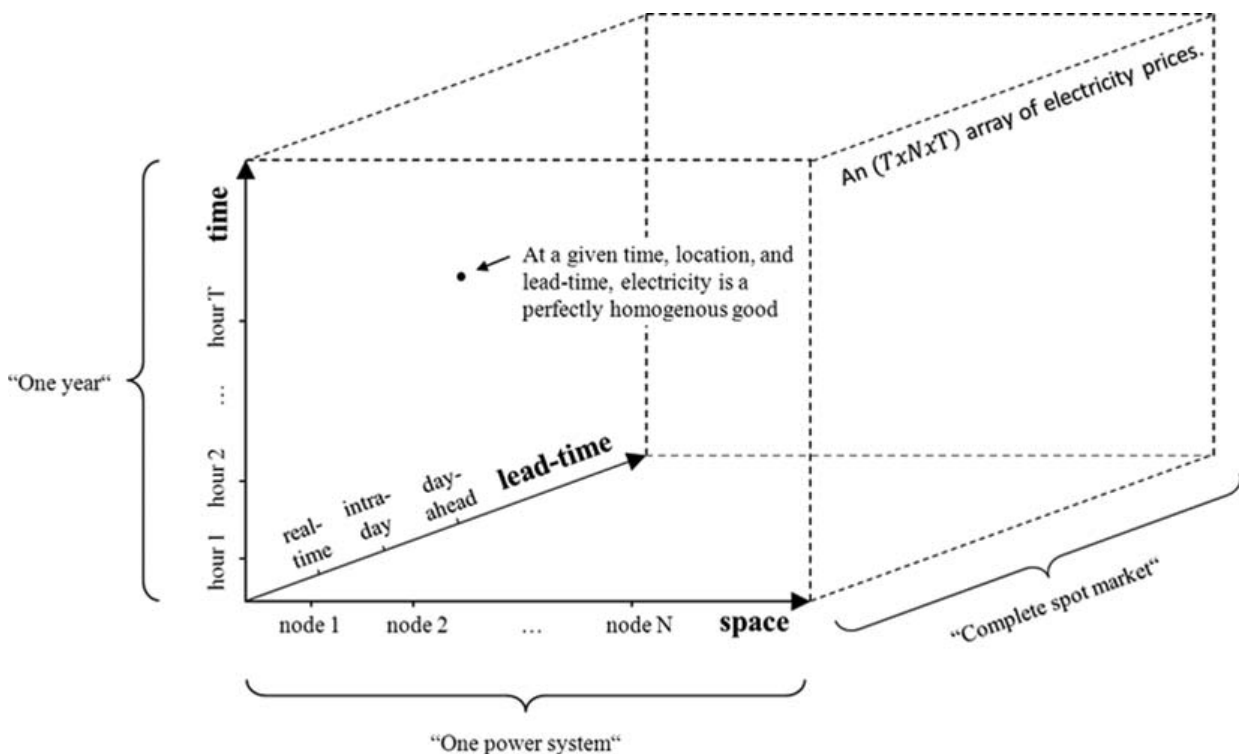 An (TxNxT) array of electricity prices.
time
At a given time, location, and
lead-time, electricity is a
perfectly homogenous good
hour T
“One year“
...
hour 2
hour 1
lead-time
day-
ahead
intra-
day
real-
time
node 1 node 2 ... node N space
“Complete spot market“
“One power system“